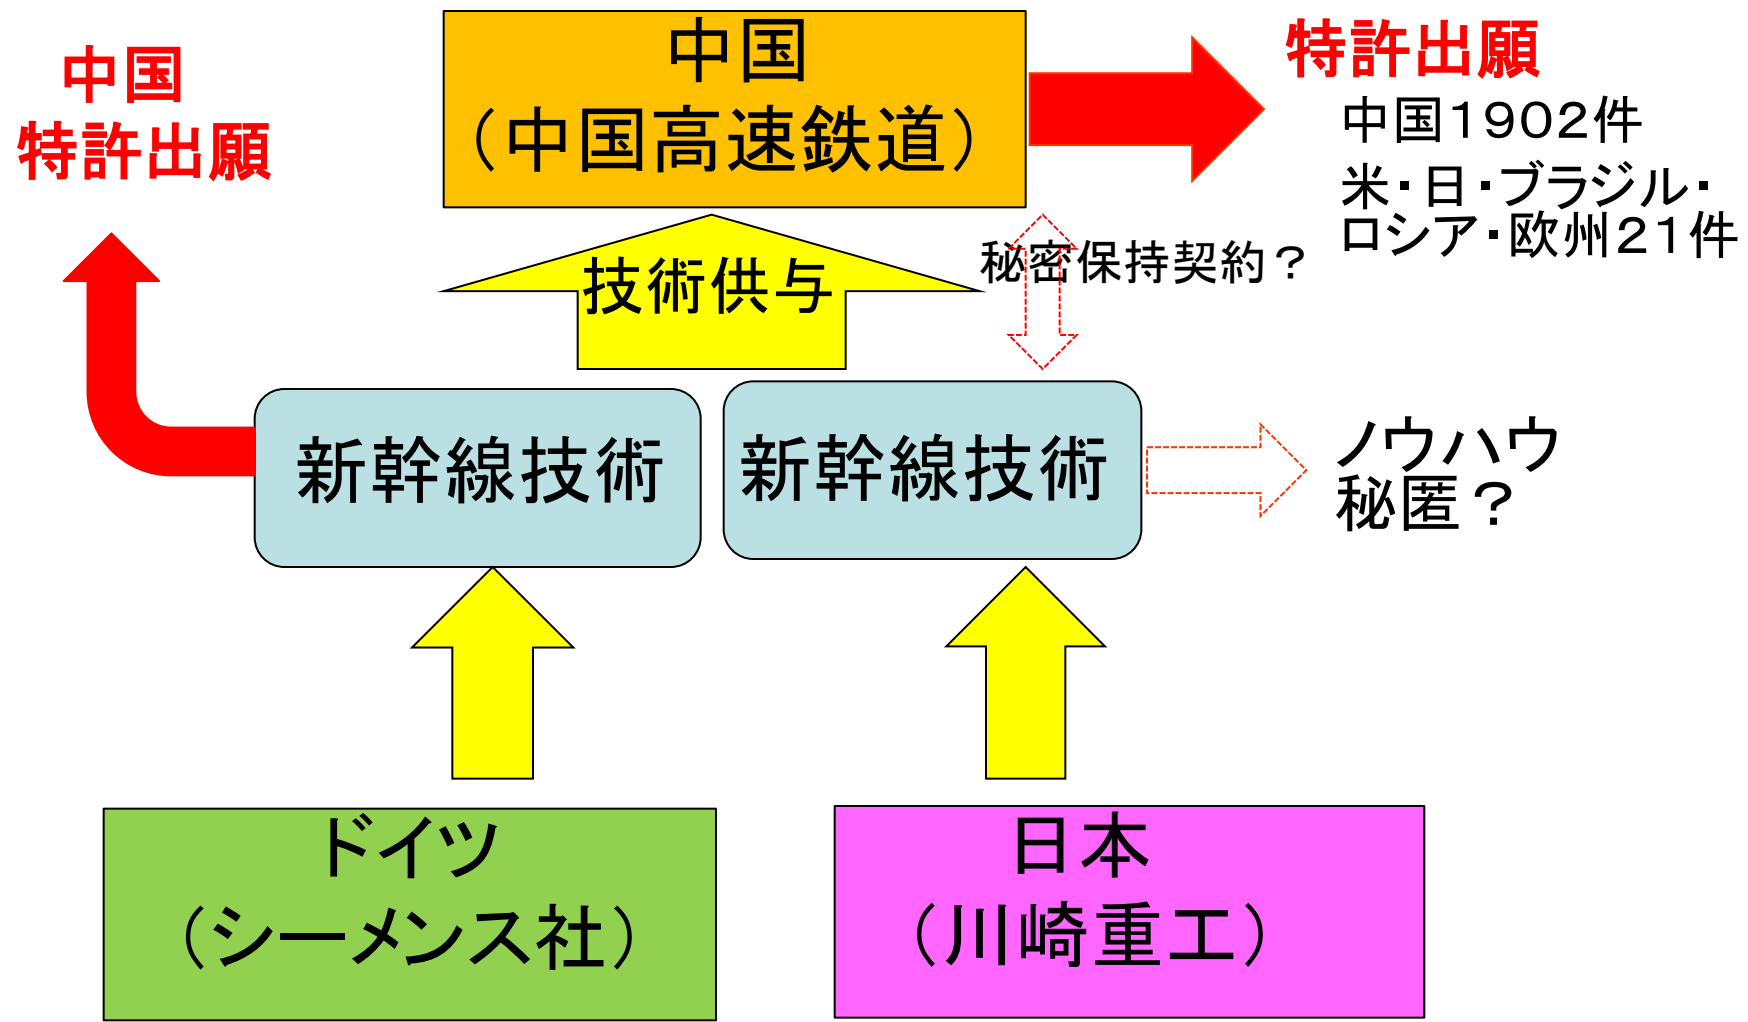 中国
特許出願
中国
（中国高速鉄道）
特許出願
中国１９０２件
米・日・ブラジル・
ロシア・欧州２１件
技術供与
秘密保持契約？
新幹線技術
新幹線技術
ノウハウ
秘匿？
ドイツ
（シーメンス社）
日本
（川崎重工）